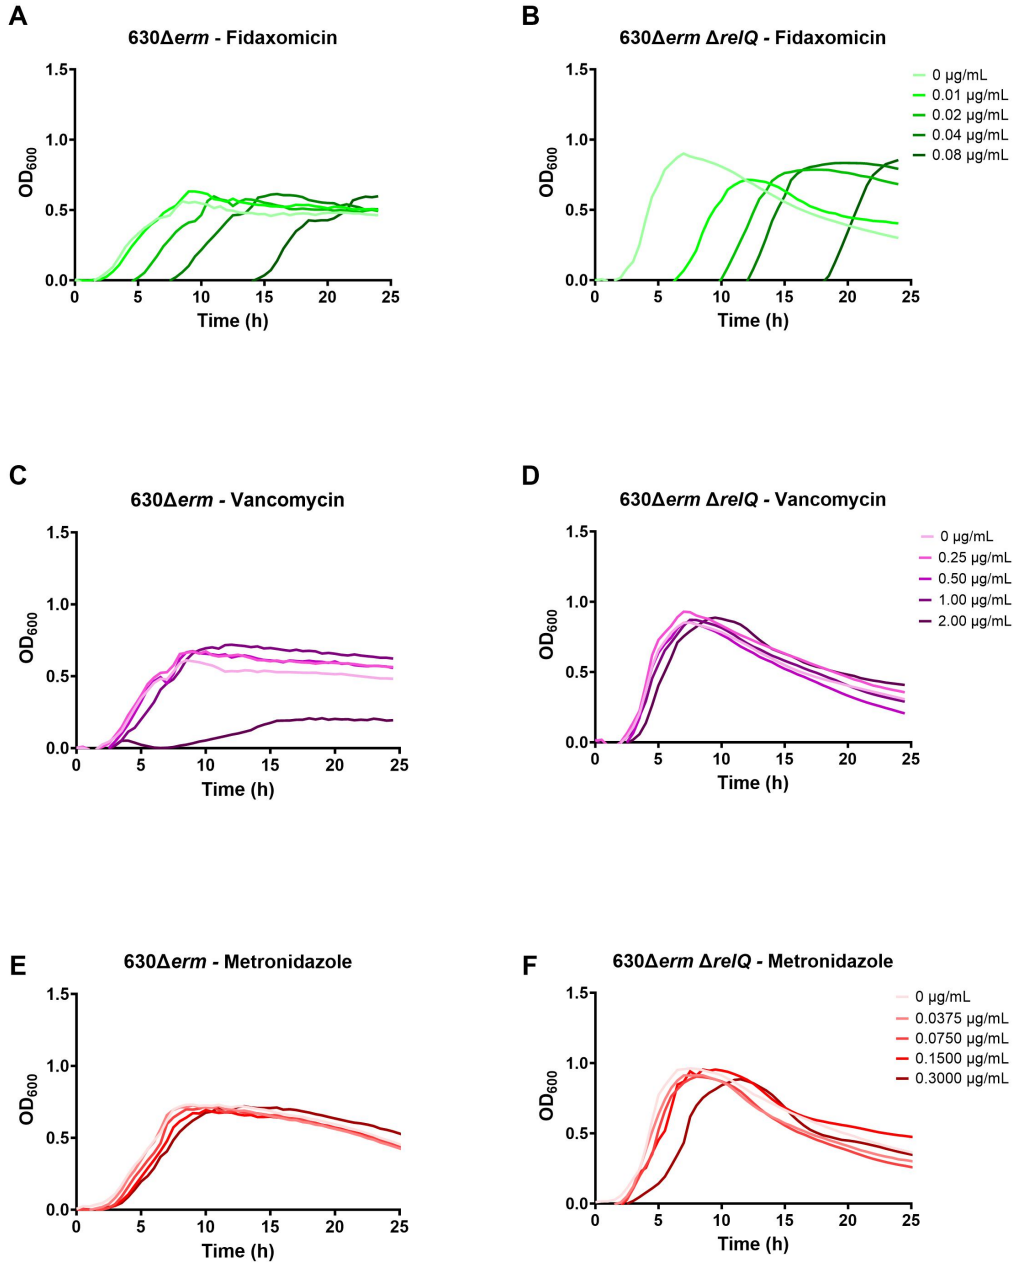 A
B
630Δerm - Fidaxomicin
630Δerm ΔrelQ - Fidaxomicin
1.5
1.0
0.5
0.0
OD600
0 5 10 15 20 25
Time (h)
1.5
1.0
0.5
0.0
OD600
0 5 10 15 20 25
Time (h)
0 µg/mL
0.01 µg/mL
0.02 µg/mL
0.04 µg/mL
0.08 µg/mL
C
D
630Δerm - Vancomycin
630Δerm ΔrelQ - Vancomycin
1.5
1.0
0.5
0.0
OD600
0 5 10 15 20 25
Time (h)
1.5
1.0
0.5
0.0
OD600
0 5 10 15 20 25
Time (h)
0 µg/mL
0.25 µg/mL
0.50 µg/mL
1.00 µg/mL
2.00 µg/mL
E
F
630Δerm - Metronidazole
630Δerm ΔrelQ - Metronidazole
1.5
1.0
0.5
0.0
OD600
0 5 10 15 20 25
Time (h)
1.5
1.0
0.5
0.0
OD600
0 5 10 15 20 25
Time (h)
0 µg/mL
0.0375 µg/mL
0.0750 µg/mL
0.1500 µg/mL
0.3000 µg/mL